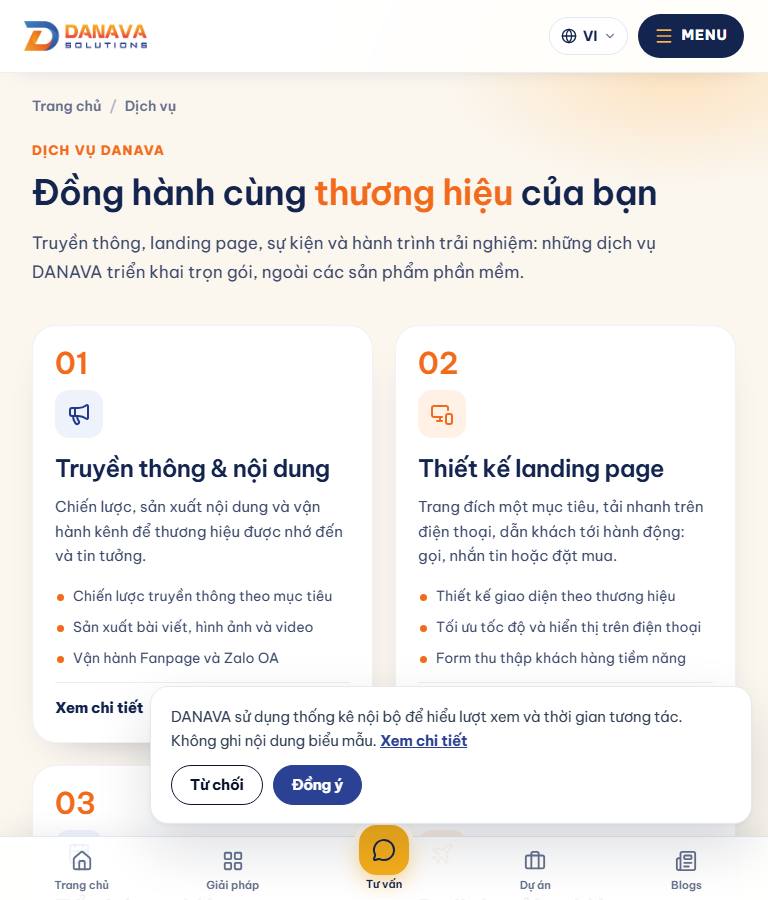 DANAVA
SOLUTIONS
VI
MENU
Trang chủ / Dịch vụ
DỊCH VỤ DANAVA
Đồng hành cùng thương hiệu của bạn
Truyền thông, landing page, sự kiện và hành trình trải nghiệm: những dịch vụ
DANAVA triển khai trọn gói, ngoài các sản phẩm phần mềm.
01
Truyền thông & nội dung
Chiến lược, sản xuất nội dung và vận
hành kênh để thương hiệu được nhớ đến
và tin tưởng.
Chiến lược truyền thông theo mục tiêu
Sản xuất bài viết, hình ảnh và video
Vận hành Fanpage và Zalo OA
Xem chi tiết
02
Thiết kế landing page
Trang đích một mục tiêu, tải nhanh trên
điện thoại, dẫn khách tới hành động:
gọi, nhắn tin hoặc đặt mua.
Thiết kế giao diện theo thương hiệu
Tối ưu tốc độ và hiển thị trên điện thoại
Form thu thập khách hàng tiềm năng
DANAVA sử dụng thống kê nội bộ để hiểu lượt xem và thời gian tương tác.
Không ghi nội dung biểu mẫu. Xem chi tiết
Từ chối
Đồng ý
03
Trang chủ
Giải pháp
Tư vấn
Dự án
Blogs